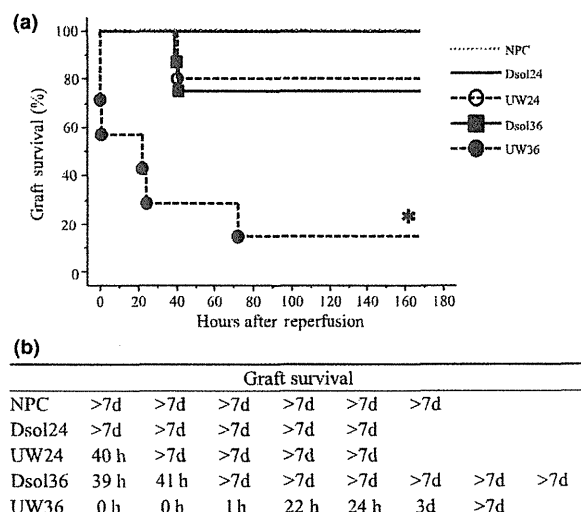 (a)
100
80
60
40
20
0
Graft survival (%)
0 20 40 60 80 100 120 140 160 180
Hours after reperfusion
NPC
Dsol24
UW24
Dsol36
UW36
*
(b)
Graft survival
NPC >7d >7d >7d >7d >7d >7d
Dsol24 >7d >7d >7d >7d >7d
UW24 40 h >7d >7d >7d >7d
Dsol36 39 h 41 h >7d >7d >7d >7d >7d >7d
UW36 0 h 0 h 1 h 22 h 24 h 3d >7d